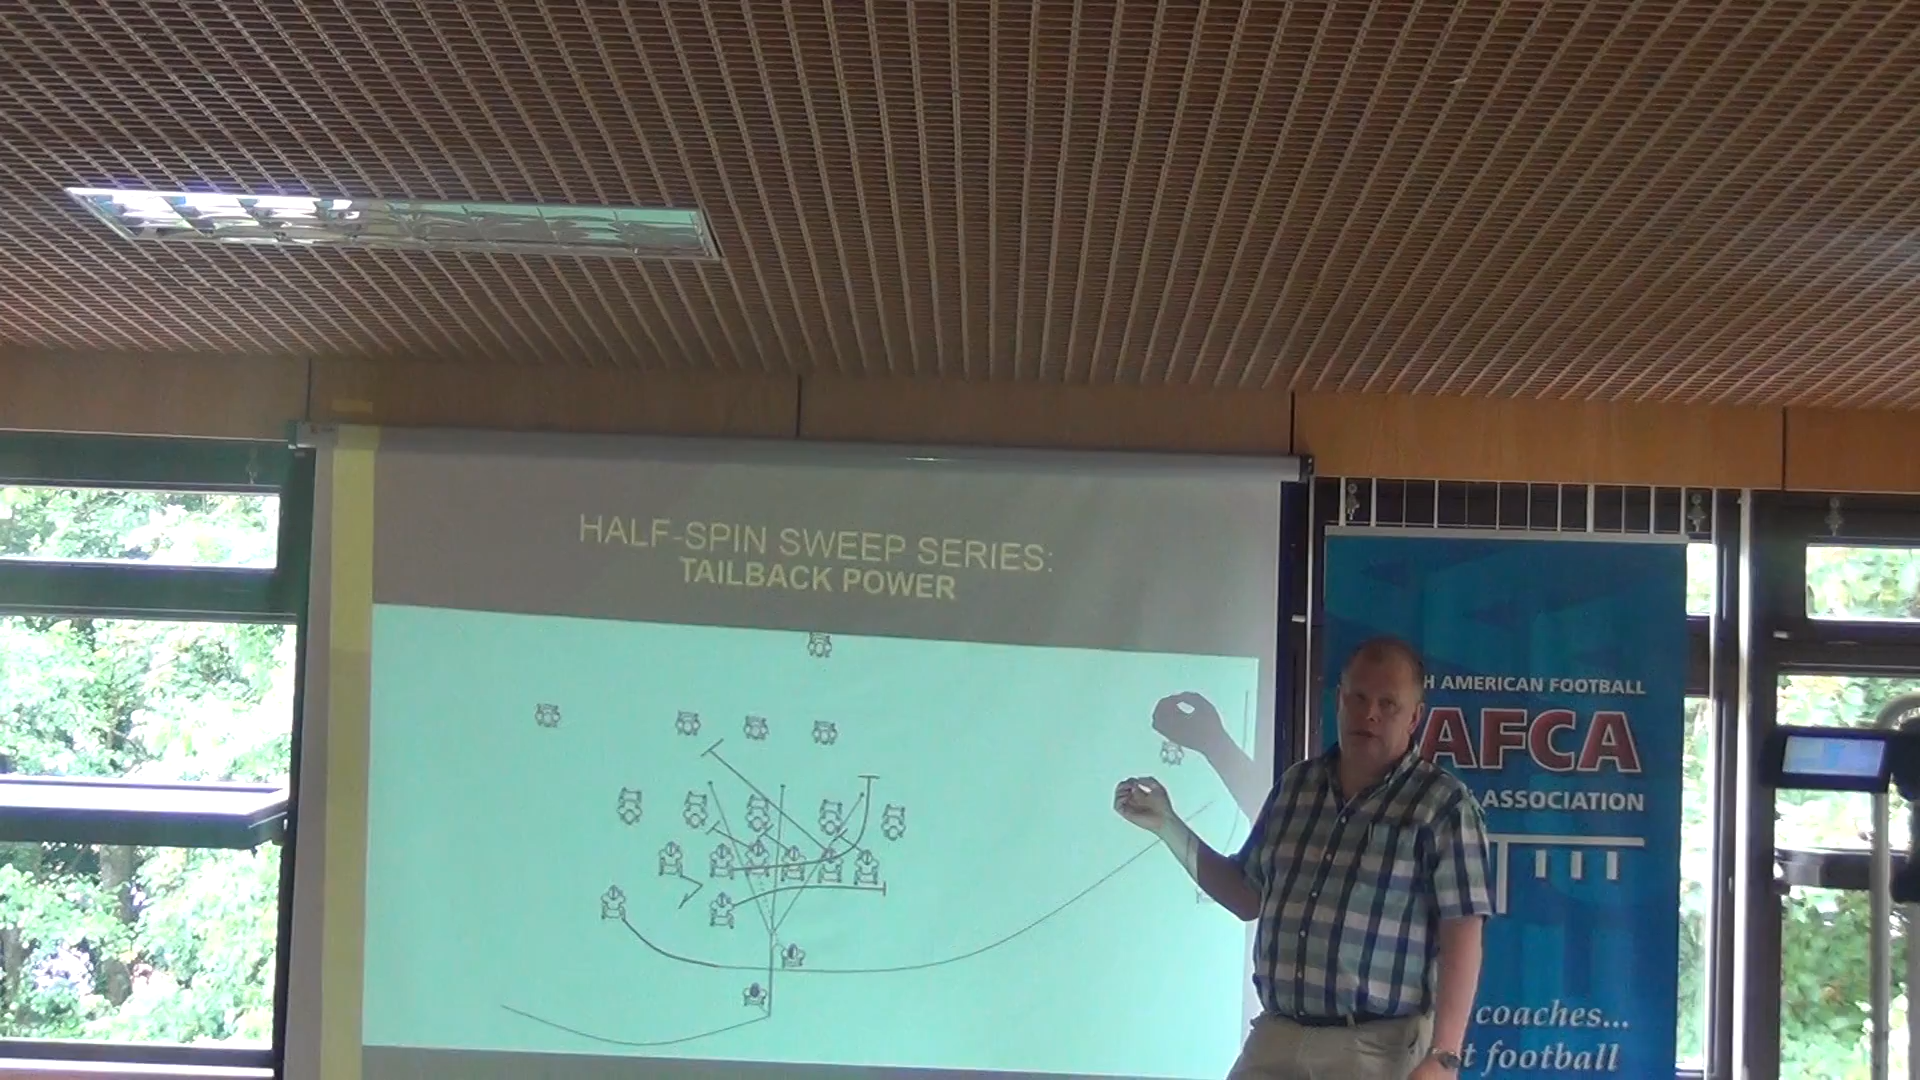 HALF-SPIN SWEEP SERIES:
TAILBACK POWER
H AMERICAN FOOTBALL
AFCA
ASSOCIATION
coaches...
t football